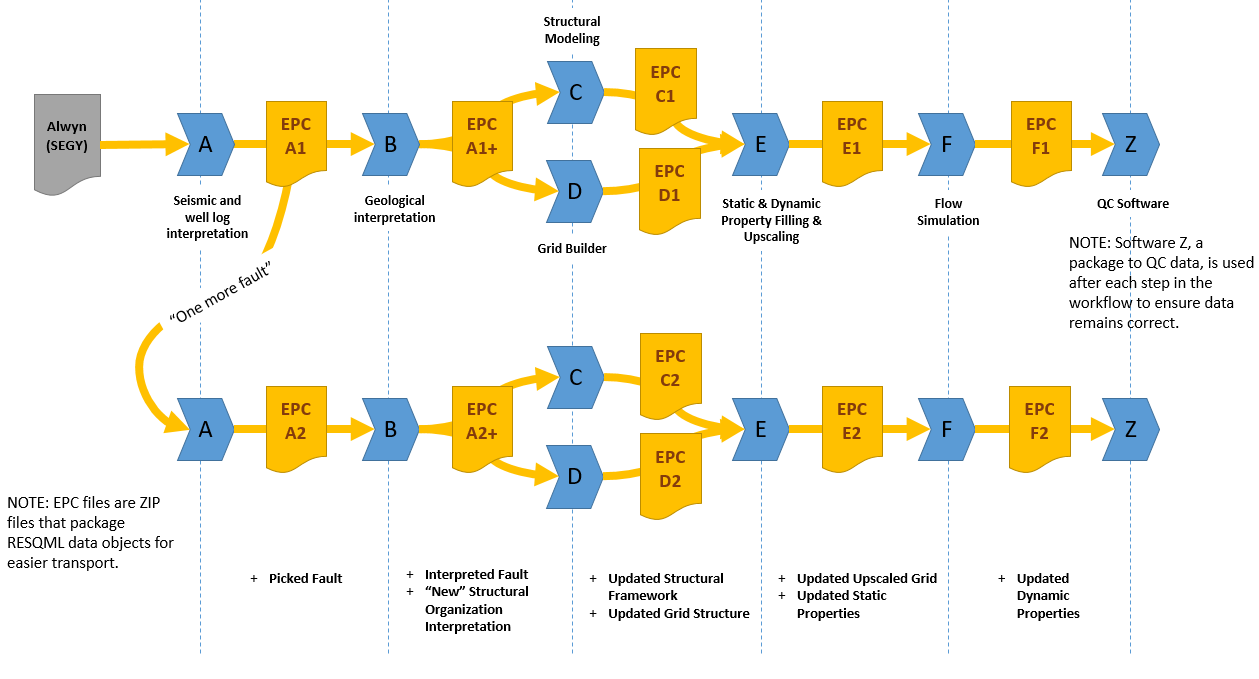 Structural
Modeling
Alwyn
(SEGY)
A
EPC
A1
B
EPC
A1+
C
EPC
C1
D
EPC
D1
E
EPC
E1
F
EPC
F1
Z
Seismic and
well log
interpretation
Geological
interpretation
Grid Builder
Static & Dynamic
Property Filling &
Upscaling
Flow
Simulation
QC Software
NOTE: Software Z, a
package to QC data, is used
after each step in the
workflow to ensure data
remains correct.
“One more fault”
A
EPC
A2
B
EPC
A2+
C
EPC
C2
D
EPC
D2
E
EPC
E2
F
EPC
F2
Z
NOTE: EPC files are ZIP
files that package
RESQML data objects for
easier transport.
+ Picked Fault
+ Interpreted Fault
+ “New” Structural
Organization
Interpretation
+ Updated Structural
Framework
+ Updated Grid Structure
+ Updated Upscaled Grid
+ Updated Static
Properties
+ Updated
Dynamic
Properties